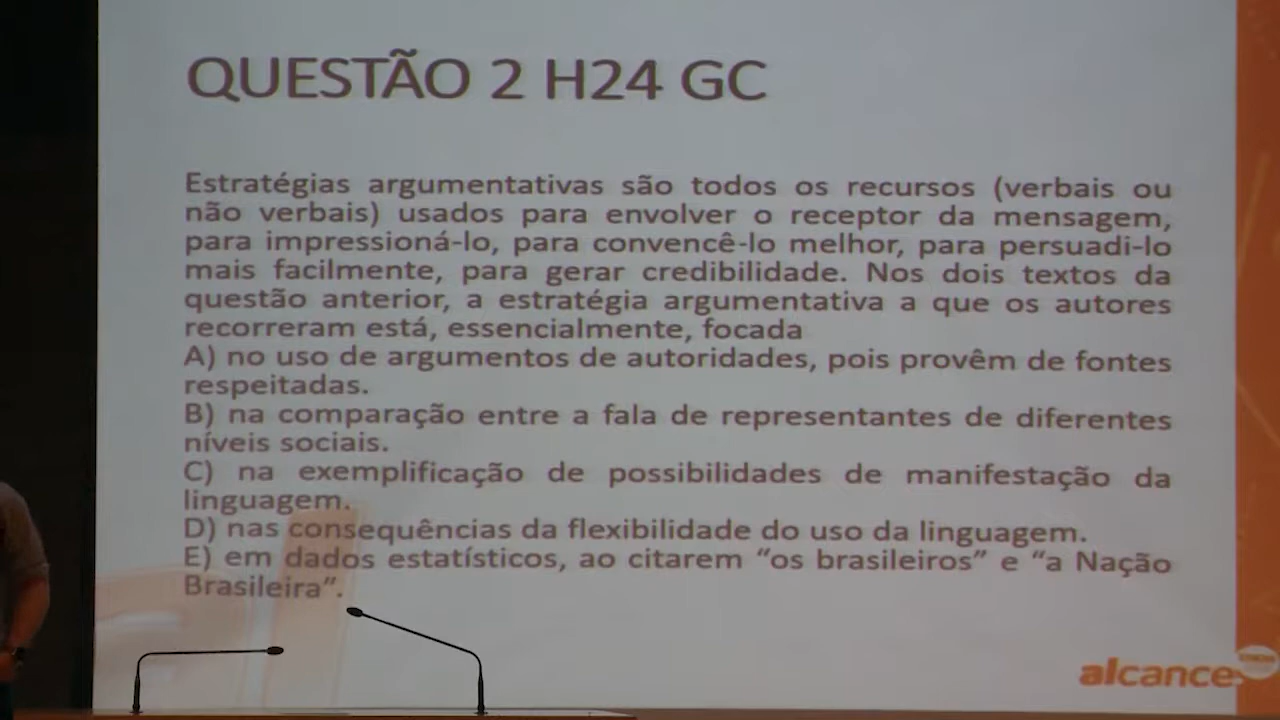 QUESTÃO 2 H24 GC
Estratégias argumentativas são todos os recursos (verbais ou
não verbais) usados para envolver o receptor da mensagem,
para impressioná-lo, para convencê-lo melhor, para persuadi-lo
mais facilmente, para gerar credibilidade. Nos dois textos da
questão anterior, a estratégia argumentativa a que os autores
recorreram está, essencialmente, focada
A) no uso de argumentos de autoridades, pois provêm de fontes
respeitadas.
B) na comparação entre a fala de representantes de diferentes
níveis sociais.
C) na exemplificação de possibilidades de manifestação da
linguagem.
D) nas consequências da flexibilidade do uso da linguagem.
E) em dados estatísticos, ao citarem “os brasileiros” e “a Nação
Brasileira”.
alcance